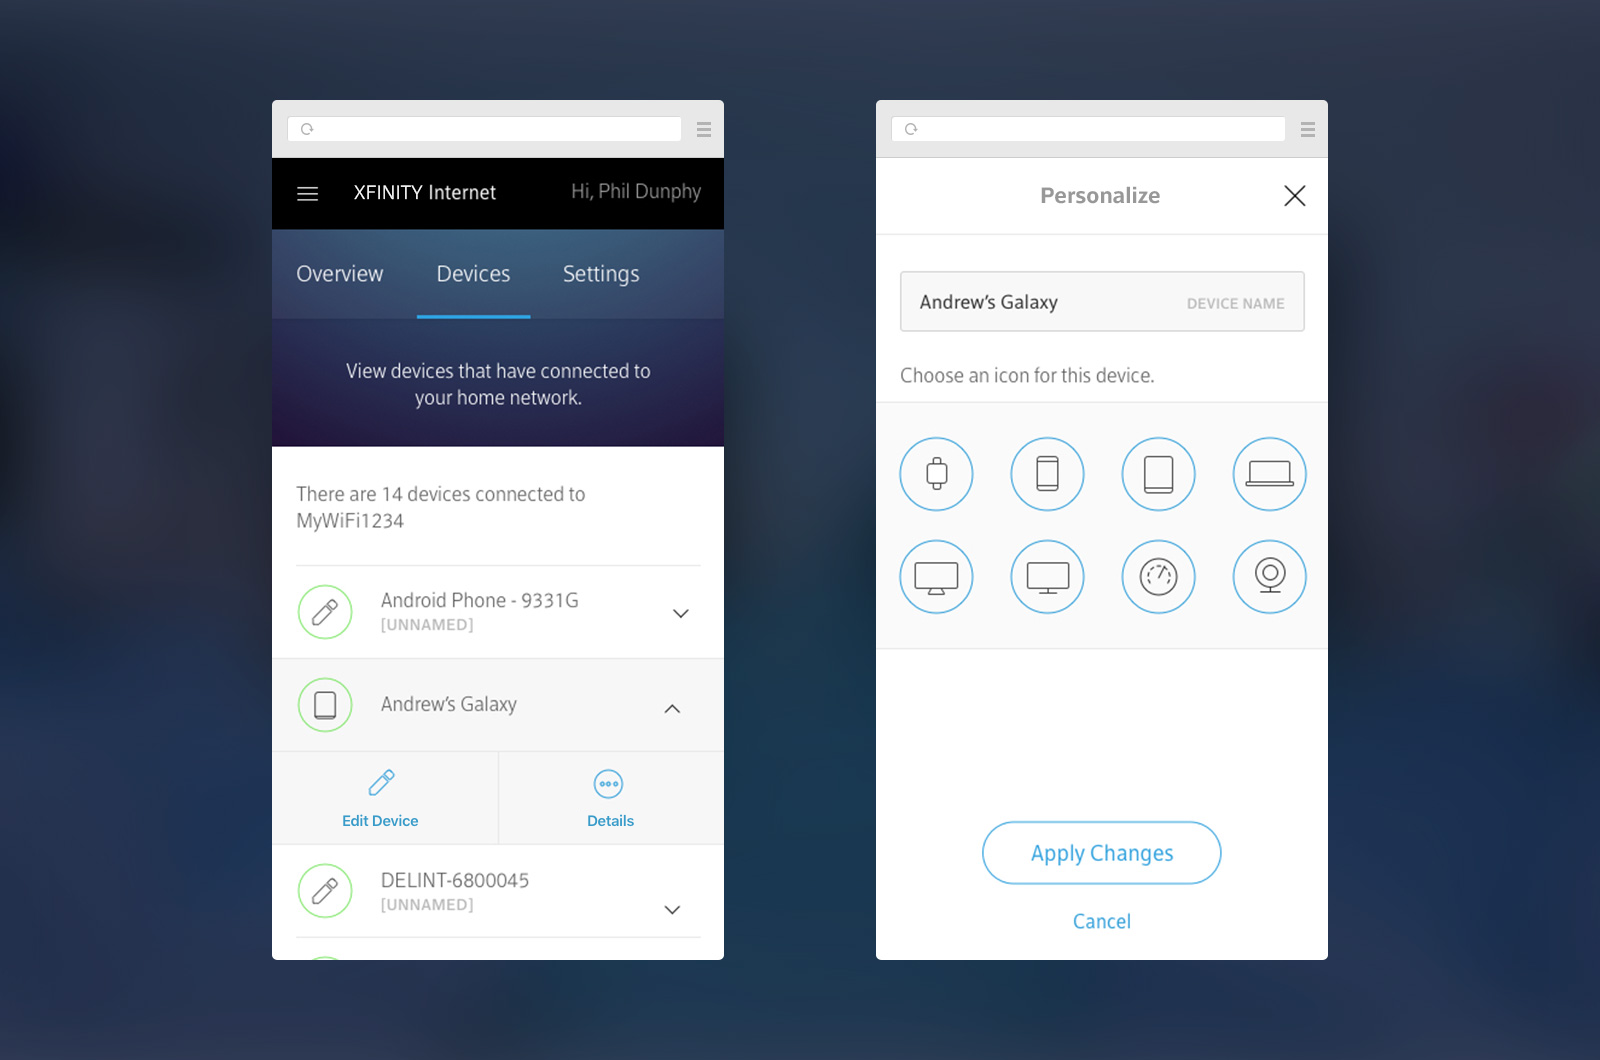 XFINITY Internet
Hi, Phil Dunphy
Overview
Devices
Settings
View devices that have connected to
your home network.
There are 14 devices connected to
MyWiFi1234
Android Phone - 9331G
[UNNAMED]
Andrew’s Galaxy
Edit Device
Details
DELINT-6800045
[UNNAMED]
Personalize
Andrew’s Galaxy
DEVICE NAME
Choose an icon for this device.
Apply Changes
Cancel